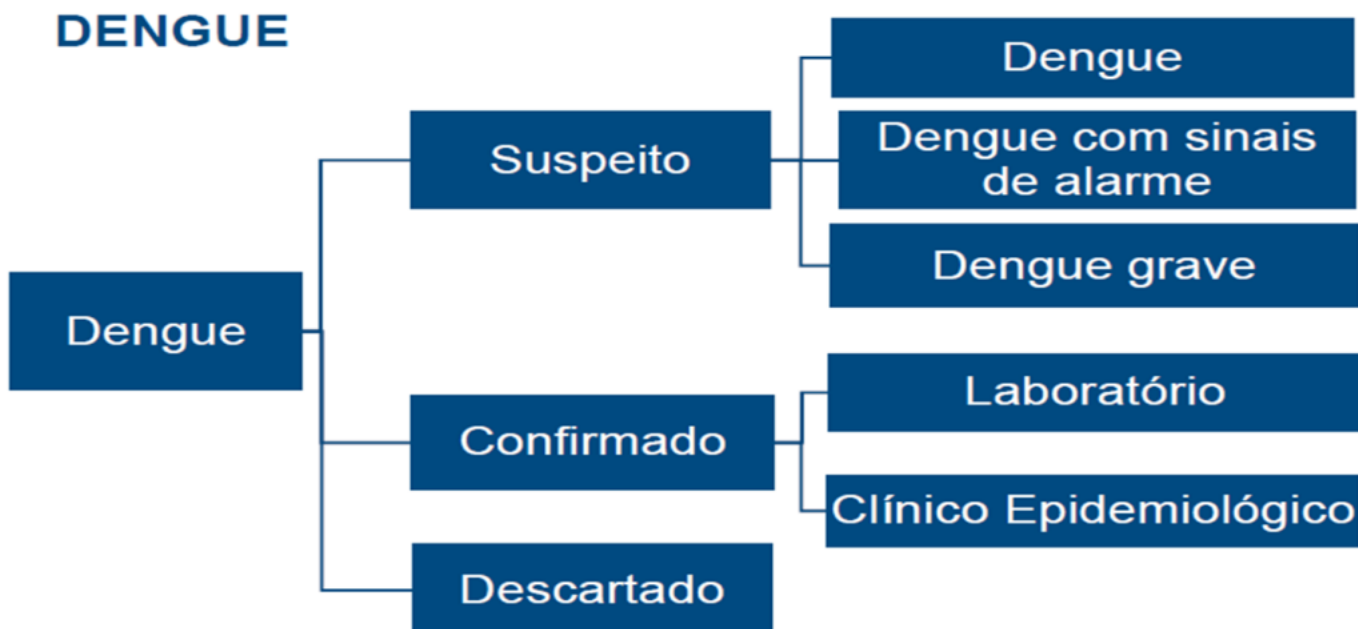 DENGUE
Dengue
Suspeito
Dengue
Dengue com sinais
de alarme
Dengue grave
Confirmado
Laboratório
Clínico Epidemiológico
Descartado